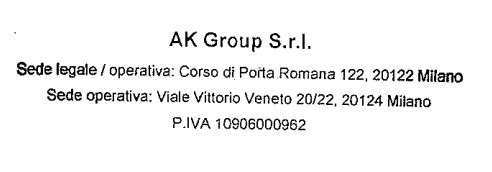 AK Group S.r.l.
Sede legale / operativa: Corso di Porta Romana 122, 20122 Milano
Sede operativa: Viale Vittorio Veneto 20/22, 20124 Milano
P.IVA 10906000962